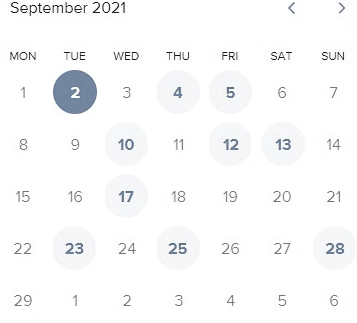 September 2021
MON TUE WED THU FRI SAT SUN
1 2 3 4 5 6 7
8 9 10 11 12 13 14
15 16 17 18 19 20 21
22 23 24 25 26 27 28
29 1 2 3 4 5 6